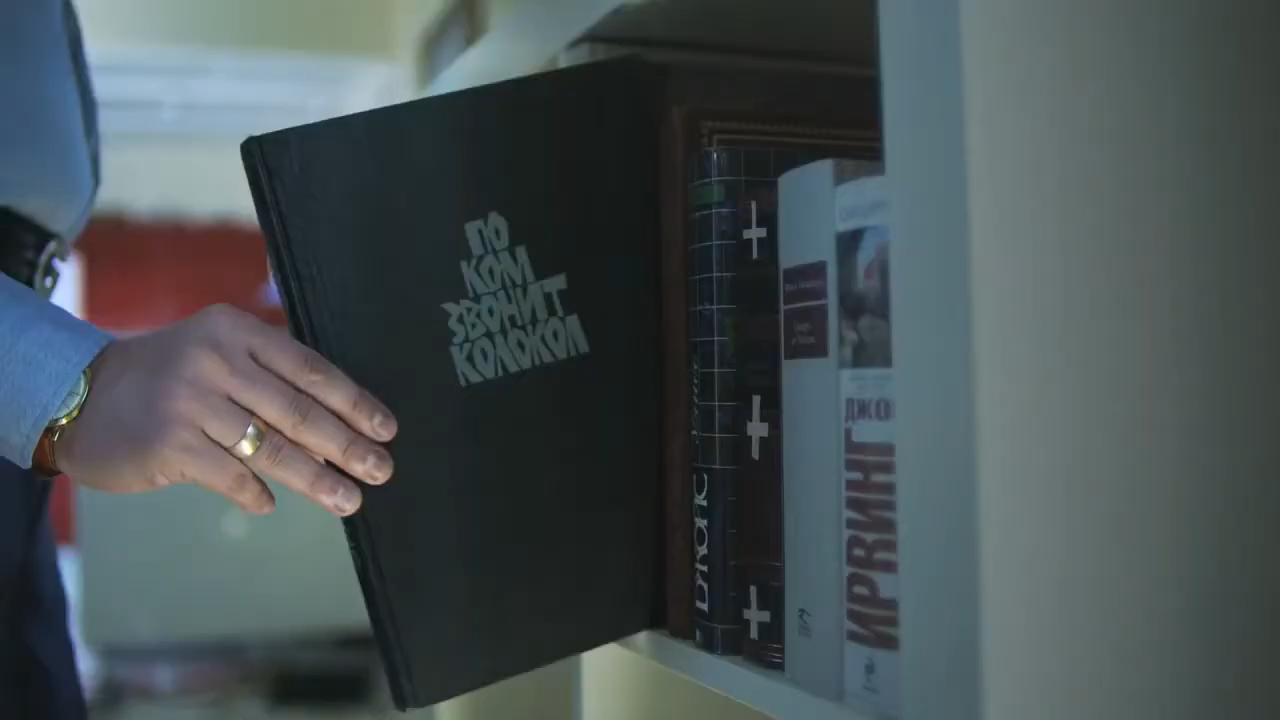 ПО
КОМ
ЗВОНИТ
КОЛОКОЛ
ДЖОЙС
ДЖОН
ИРВИНГ